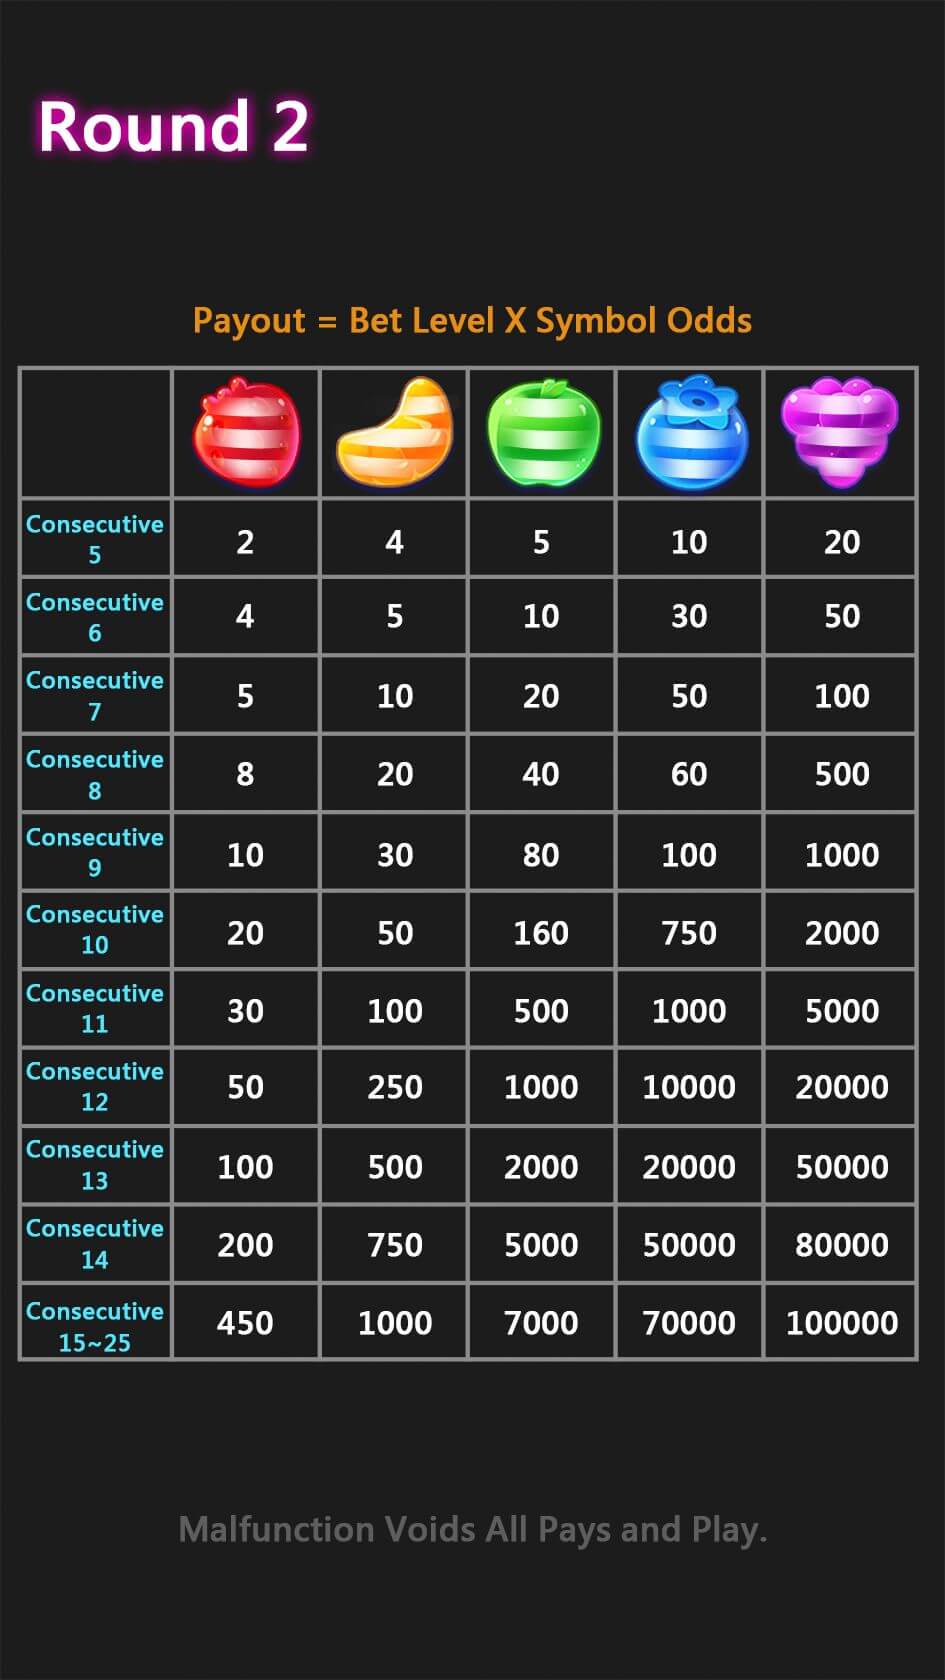 Round 2
Payout = Bet Level X Symbol Odds
Consecutive
5
2 4 5 10 20
Consecutive
6
4 5 10 30 50
Consecutive
7
5 10 20 50 100
Consecutive
8
8 20 40 60 500
Consecutive
9
10 30 80 100 1000
Consecutive
10
20 50 160 750 2000
Consecutive
11
30 100 500 1000 5000
Consecutive
12
50 250 1000 10000 20000
Consecutive
13
100 500 2000 20000 50000
Consecutive
14
200 750 5000 50000 80000
Consecutive
15~25
450 1000 7000 70000 100000
Malfunction Voids All Pays and Play.